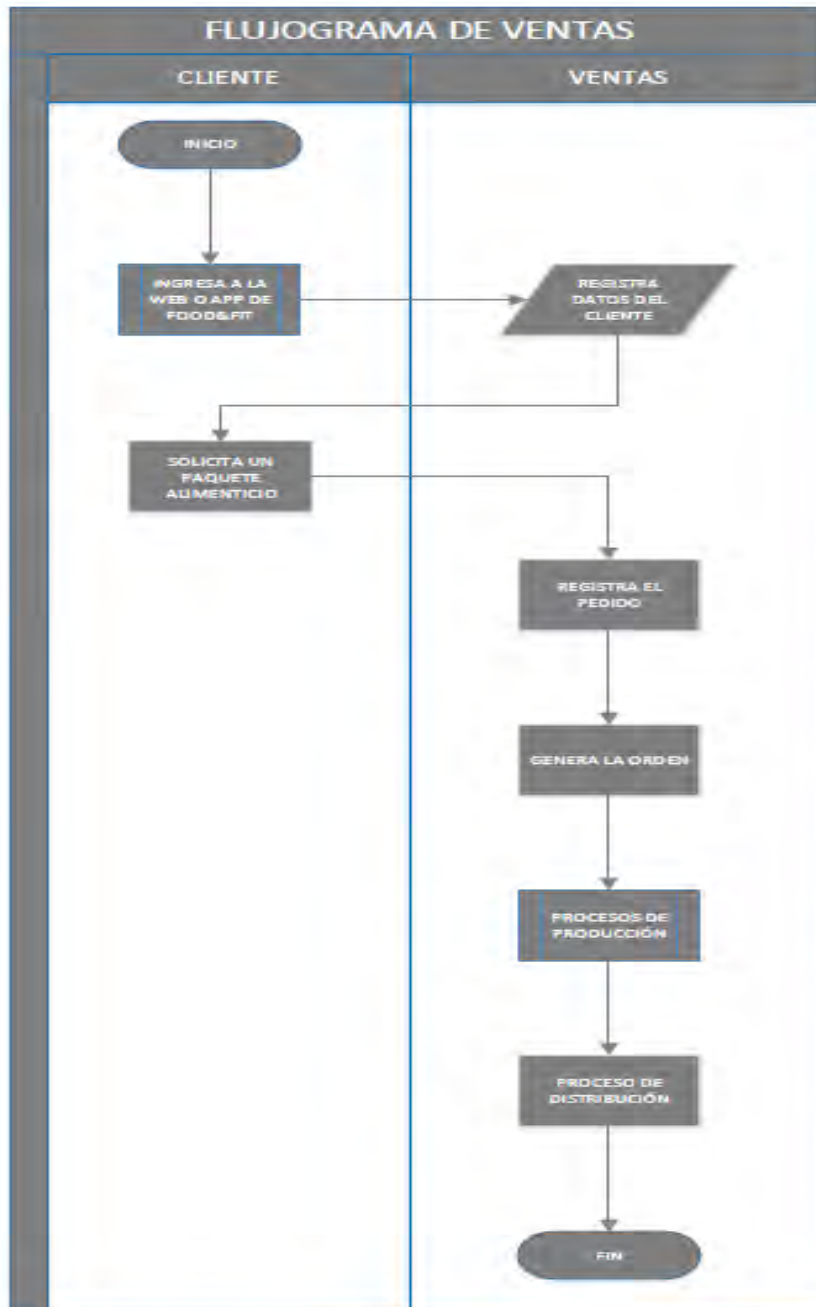 FLUJOGRAMA DE VENTAS
CLIENTE
VENTAS
INICIO
INGRESA A LA
WEB O APP DE
FOOD&FIT
REGISTRA
DATOS DEL
CLIENTE
SOLICITA UN
PAQUETE
ALIMENTICIO
REGISTRA EL
PEDIDO
GENERA LA ORDEN
PROCESOS DE
PRODUCCIÓN
PROCESO DE
DISTRIBUCIÓN
FIN